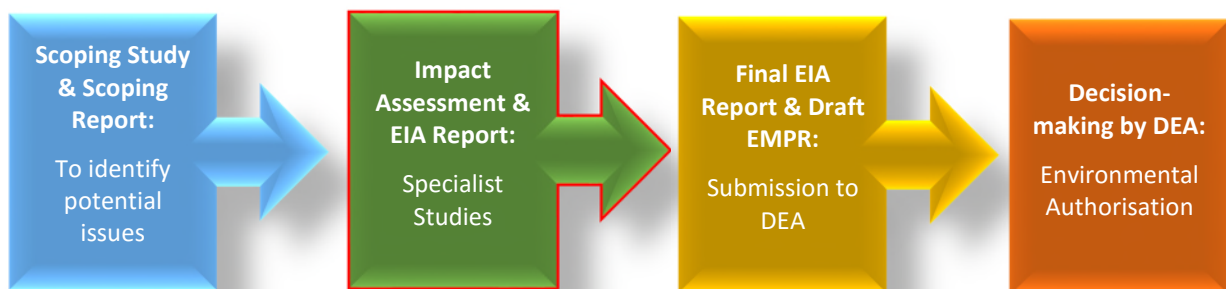 Scoping Study
& Scoping
Report:
To identify
potential
issues
Impact
Assessment &
EIA Report:
Specialist
Studies
Final EIA
Report & Draft
EMPR:
Submission to
DEA
Decision-
making by DEA:
Environmental
Authorisation